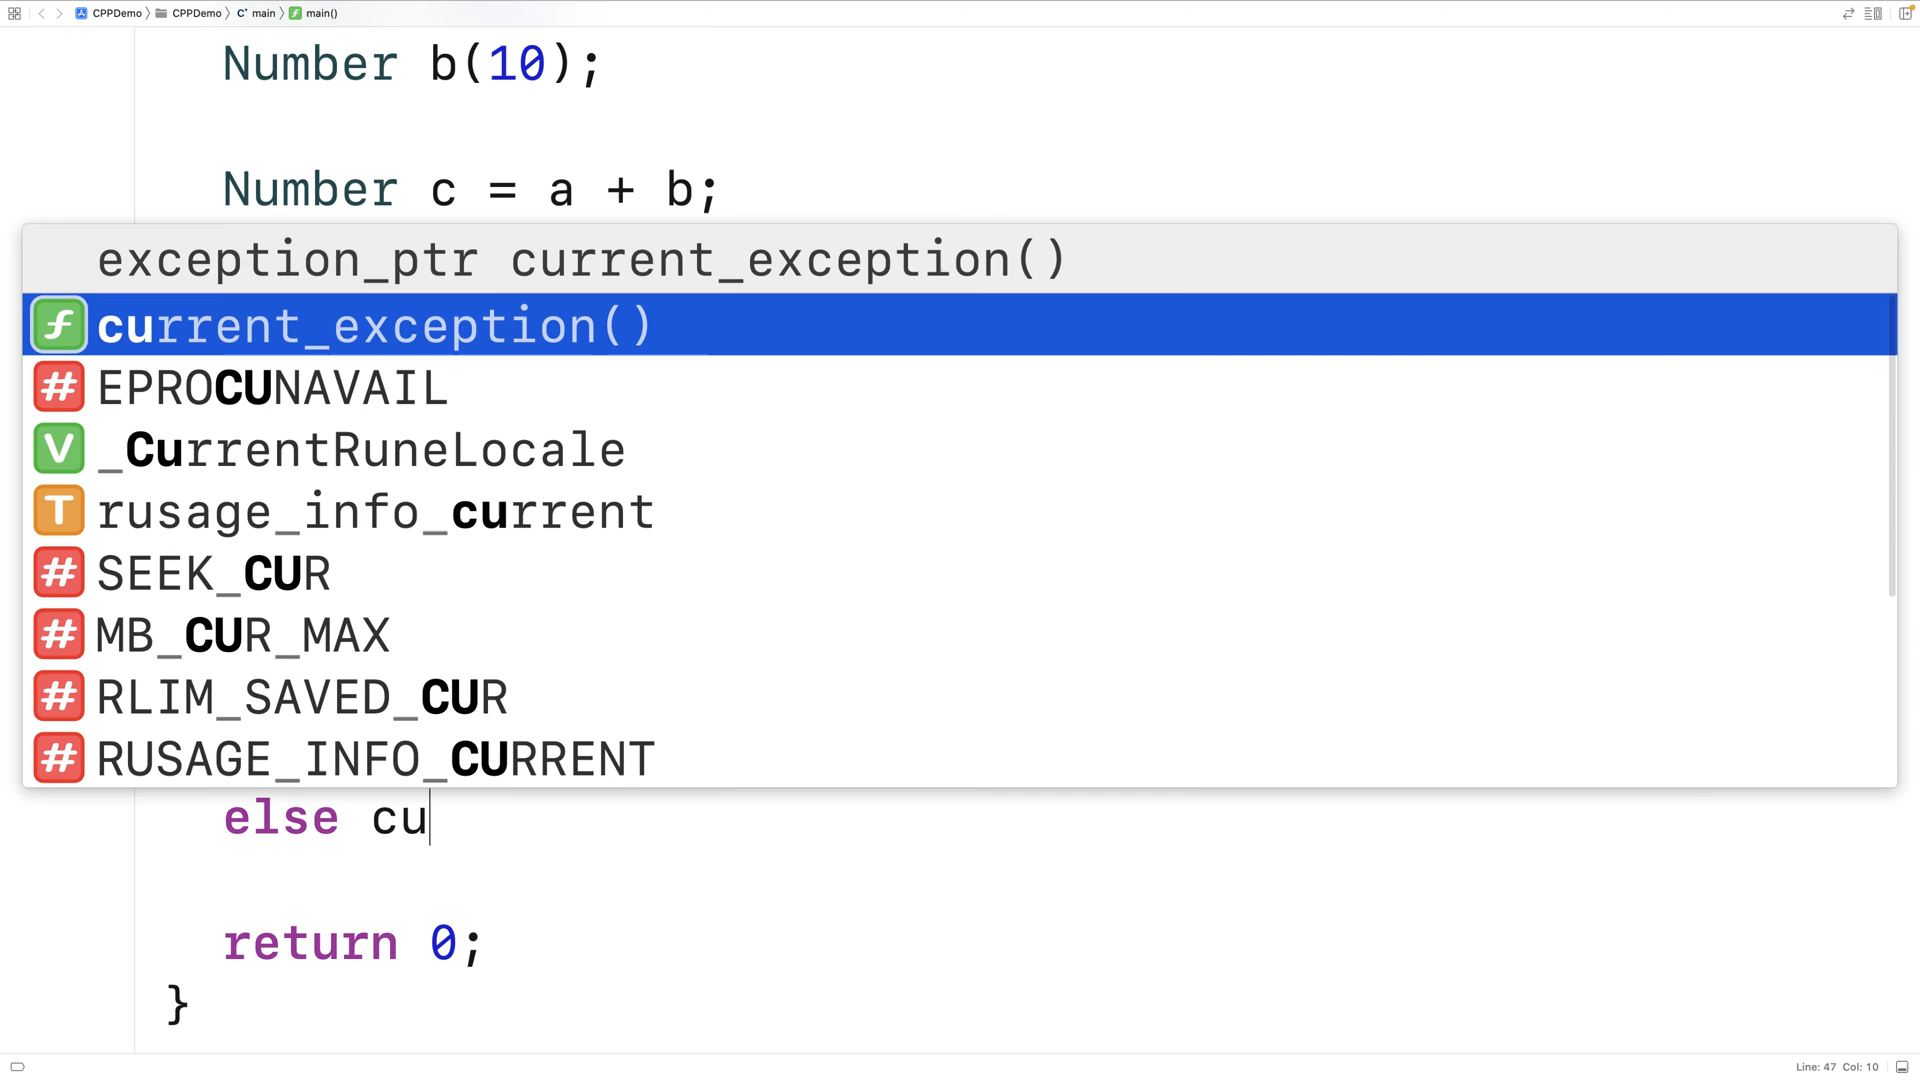 CPPDemo CPPDemo main main()
Number b(10);
Number c = a + b;
exception_ptr current_exception()
current_exception()
EPROCUNAVAIL
_CurrentRuneLocale
rusage_info_current
SEEK_CUR
MB_CUR_MAX
RLIM_SAVED_CUR
RUSAGE_INFO_CURRENT
else cu
return 0;
}
Line: 47 Col: 10